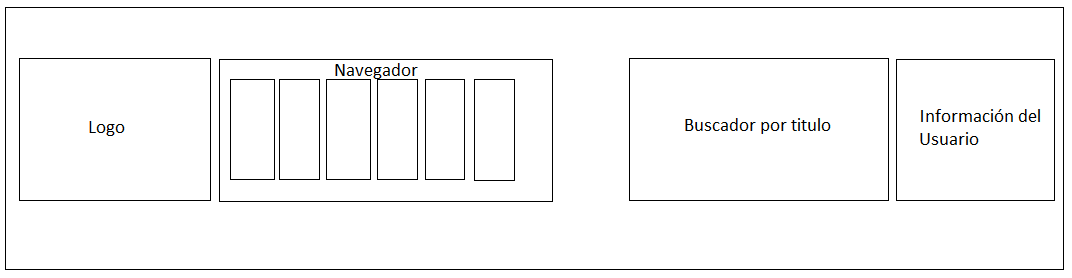 Logo
Navegador
Buscador por titulo
Información del
Usuario